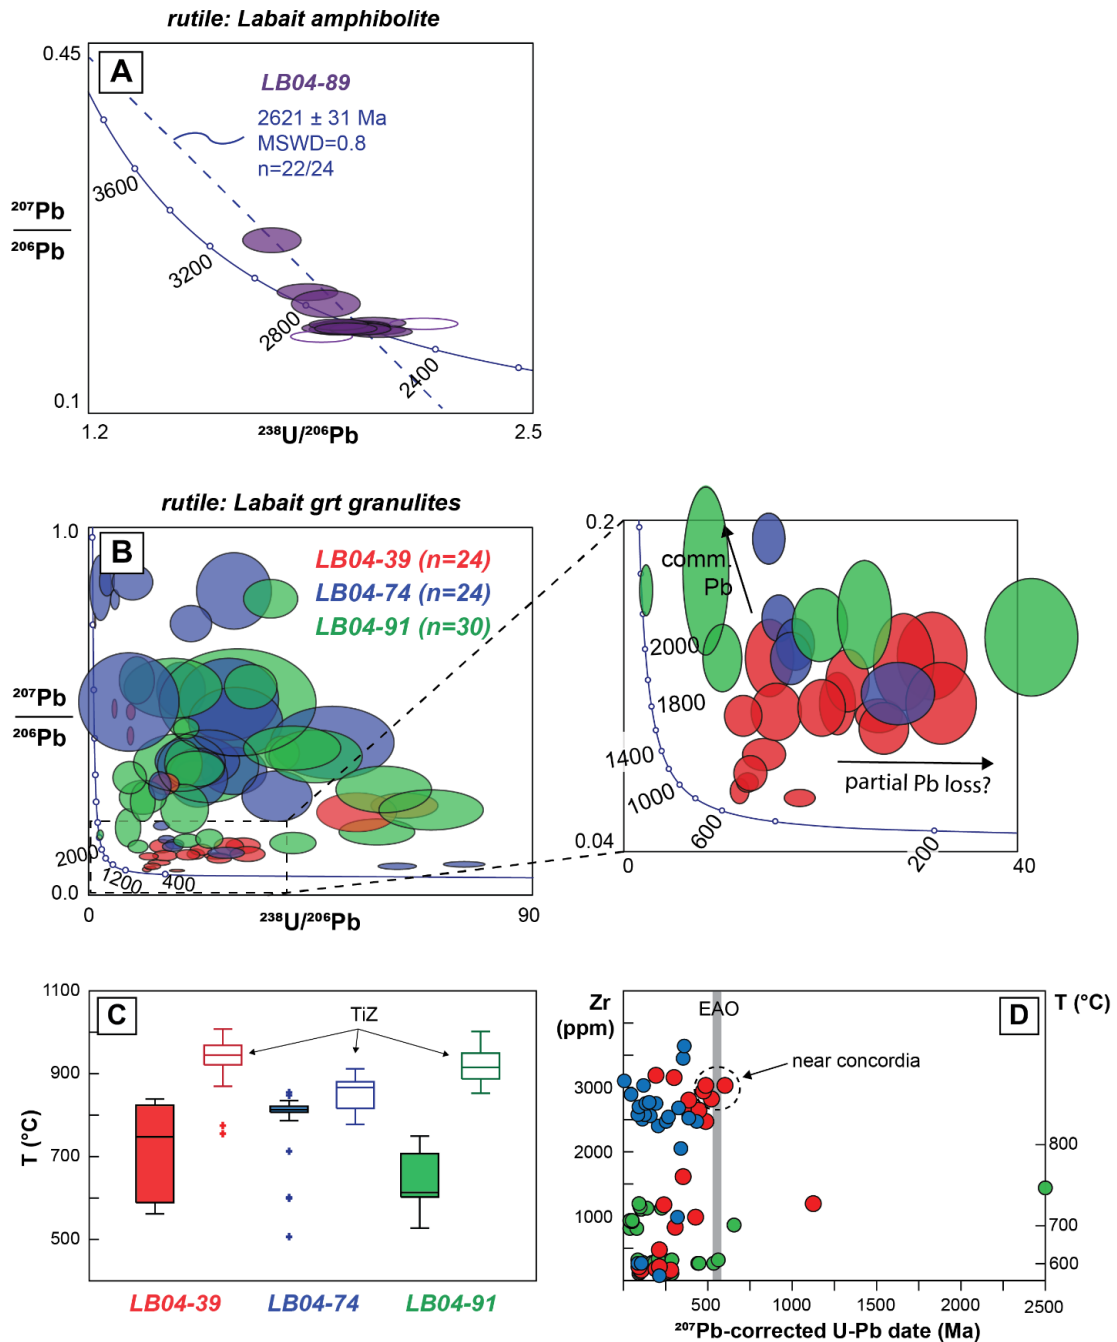 rutile: Labait amphibolite
0.45
A
LB04-89
2621 ± 31 Ma
MSWD=0.8
n=22/24
3600
²⁰⁷Pb
²⁰⁶Pb
3200
2800
2400
0.1
1.2
²³⁸U/²⁰⁶Pb
2.5
rutile: Labait grt granulites
1.0
B
LB04-39 (n=24)
LB04-74 (n=24)
LB04-91 (n=30)
²⁰⁷Pb
²⁰⁶Pb
2000
1200
400
0.0
0
²³⁸U/²⁰⁶Pb
90
0.2
comm.
Pb
2000
1800
1400
1000
600
200
partial Pb loss?
0.04
0
40
1100
C
TiZ
900
T (°C)
700
500
LB04-39
LB04-74
LB04-91
Zr
(ppm)
EAO
D
T (°C)
near concordia
3000
2000
1000
800
700
600
500
1000
1500
2000
2500
²⁰⁷Pb-corrected U-Pb date (Ma)